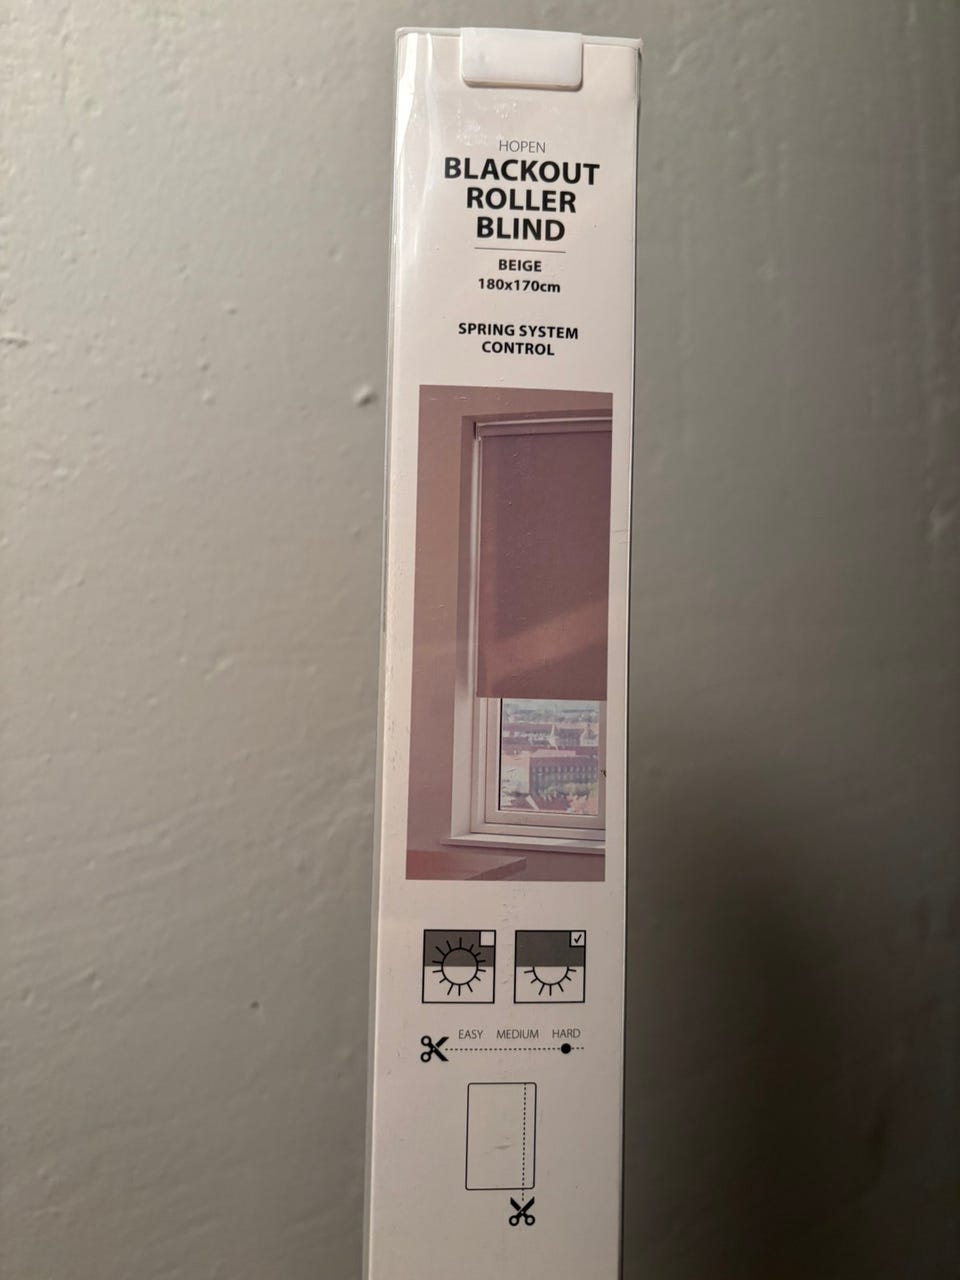 HOPEN
BLACKOUT
ROLLER
BLIND
BEIGE
180x170cm
SPRING SYSTEM
CONTROL
EASY MEDIUM HARD